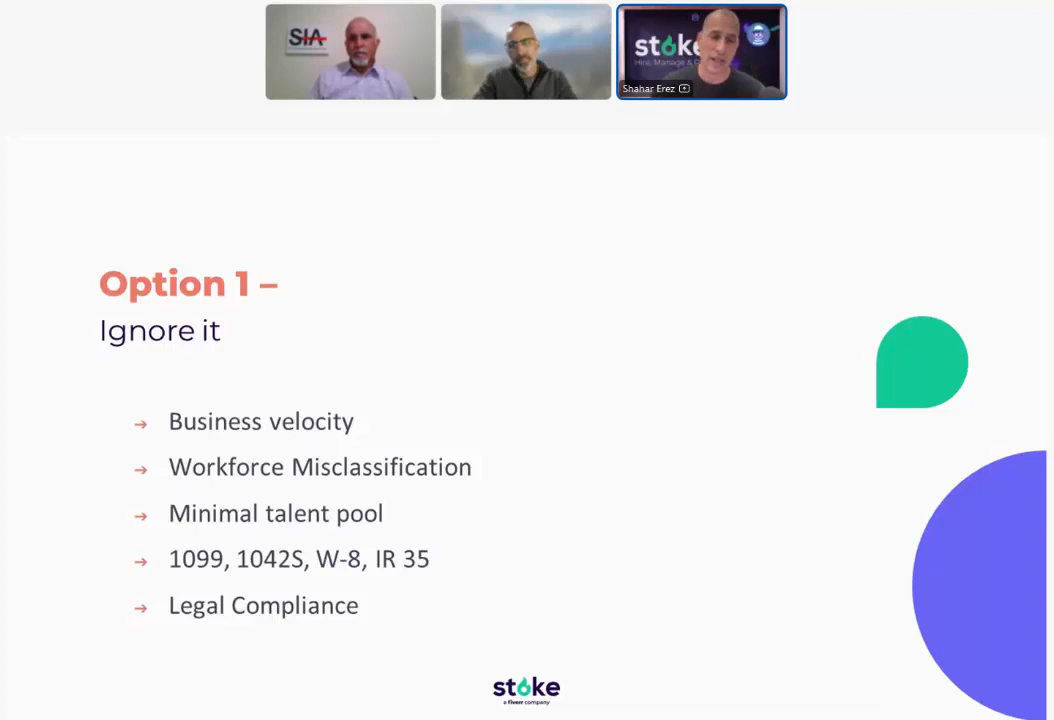 SIA
stoke
Hire, Manage &
Shahar Erez
Option 1 –
Ignore it
→ Business velocity
→ Workforce Misclassification
→ Minimal talent pool
→ 1099, 1042S, W-8, IR 35
→ Legal Compliance
stoke
a fiverr company